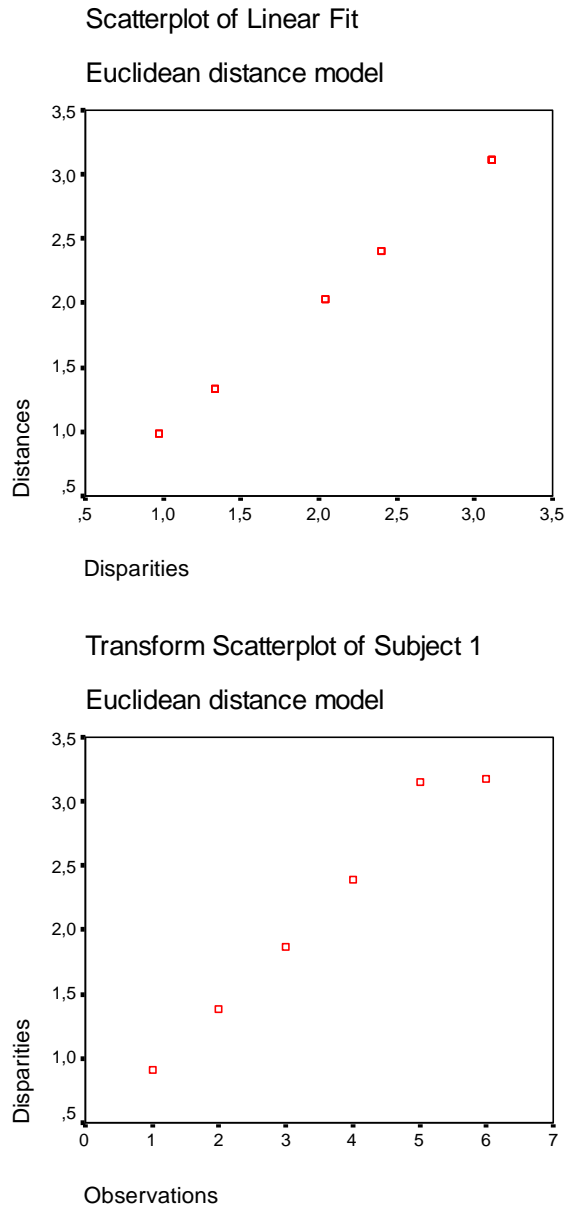 Scatterplot of Linear Fit
Euclidean distance model
3,5
3,0
2,5
2,0
1,5
1,0
,5
Distances
,5 1,0 1,5 2,0 2,5 3,0 3,5
Disparities
Transform Scatterplot of Subject 1
Euclidean distance model
3,5
3,0
2,5
2,0
1,5
1,0
,5
Disparities
0 1 2 3 4 5 6 7
Observations